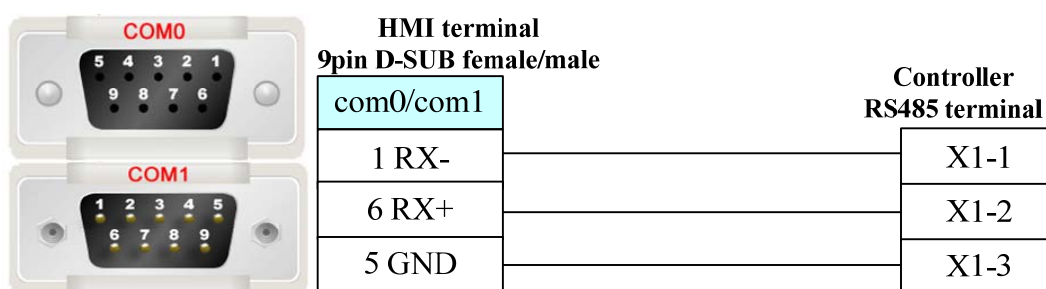 COM0
5 4 3 2 1
9 8 7 6
COM1
1 2 3 4 5
6 7 8 9
HMI terminal
9pin D-SUB female/male
com0/com1
1 RX-
6 RX+
5 GND
Controller
RS485 terminal
X1-1
X1-2
X1-3